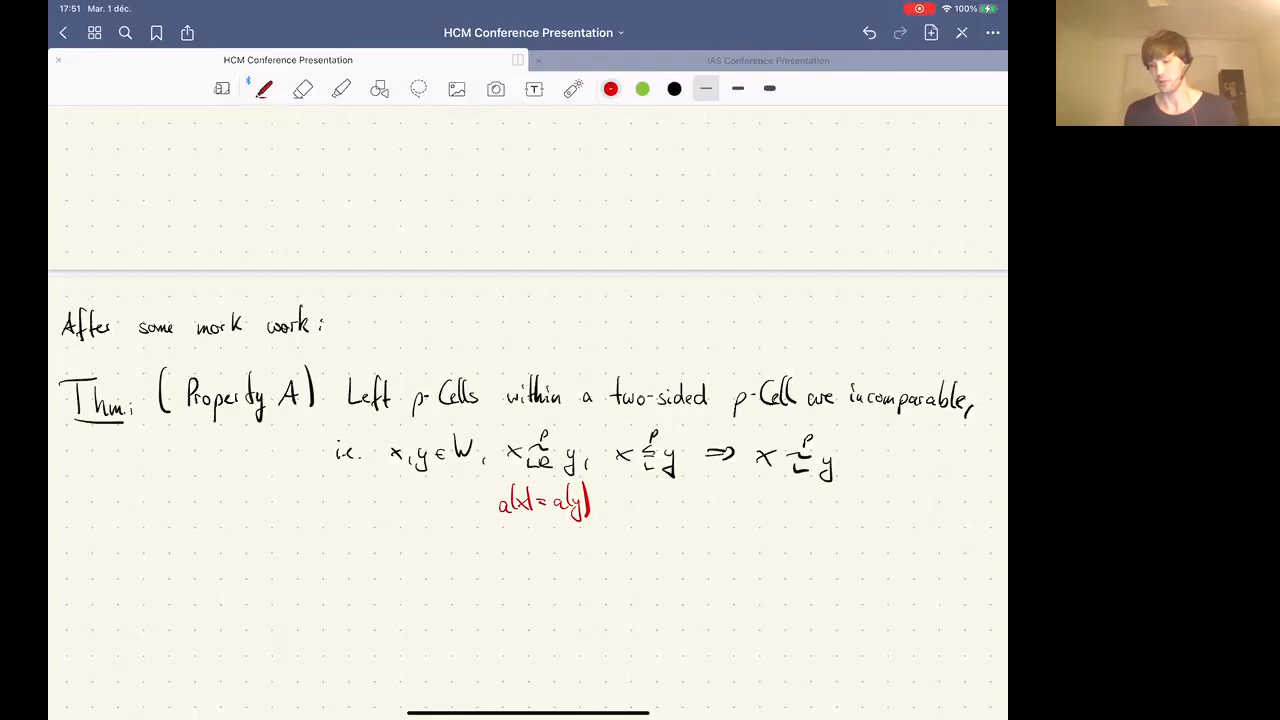 17:51 Mar. 1 déc. 100%
HCM Conference Presentation
HCM Conference Presentation IAS Conference Presentation
After some mork work:
Thm.: (Property A) Left p-Cells within a two-sided p-Cell are incomparable,
i.e. x, y ∈ W, x ~^p_LR y, x ≤^p_L y ⇒ x ~^p_L y
a(x) = a(y)